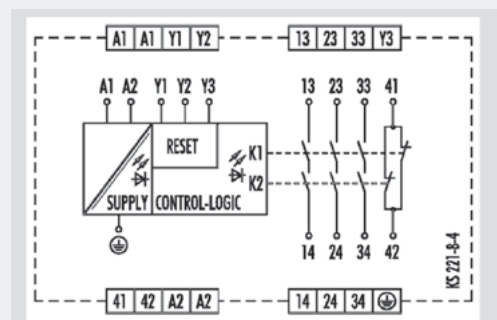 A1 A1 Y1 Y2 13 23 33 Y3
A1 A2 Y1 Y2 Y3 13 23 33 41
RESET
K1
K2
SUPPLY CONTROL-LOGIC
14 24 34 42
KS 221-8-4
41 42 A2 A2 14 24 34